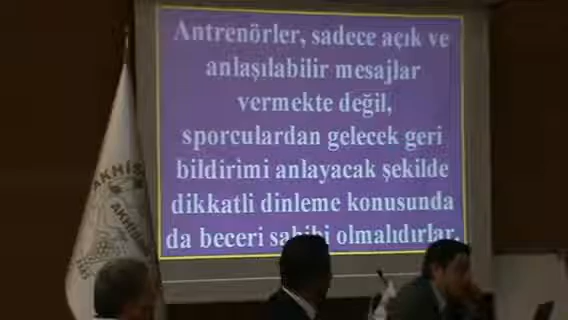 Antrenörler, sadece açık ve
anlaşılabilir mesajlar
vermekte değil,
sporculardan gelecek geri
bildirimi anlayacak şekilde
dikkatli dinleme konusunda
da beceri sahibi olmalıdırlar.